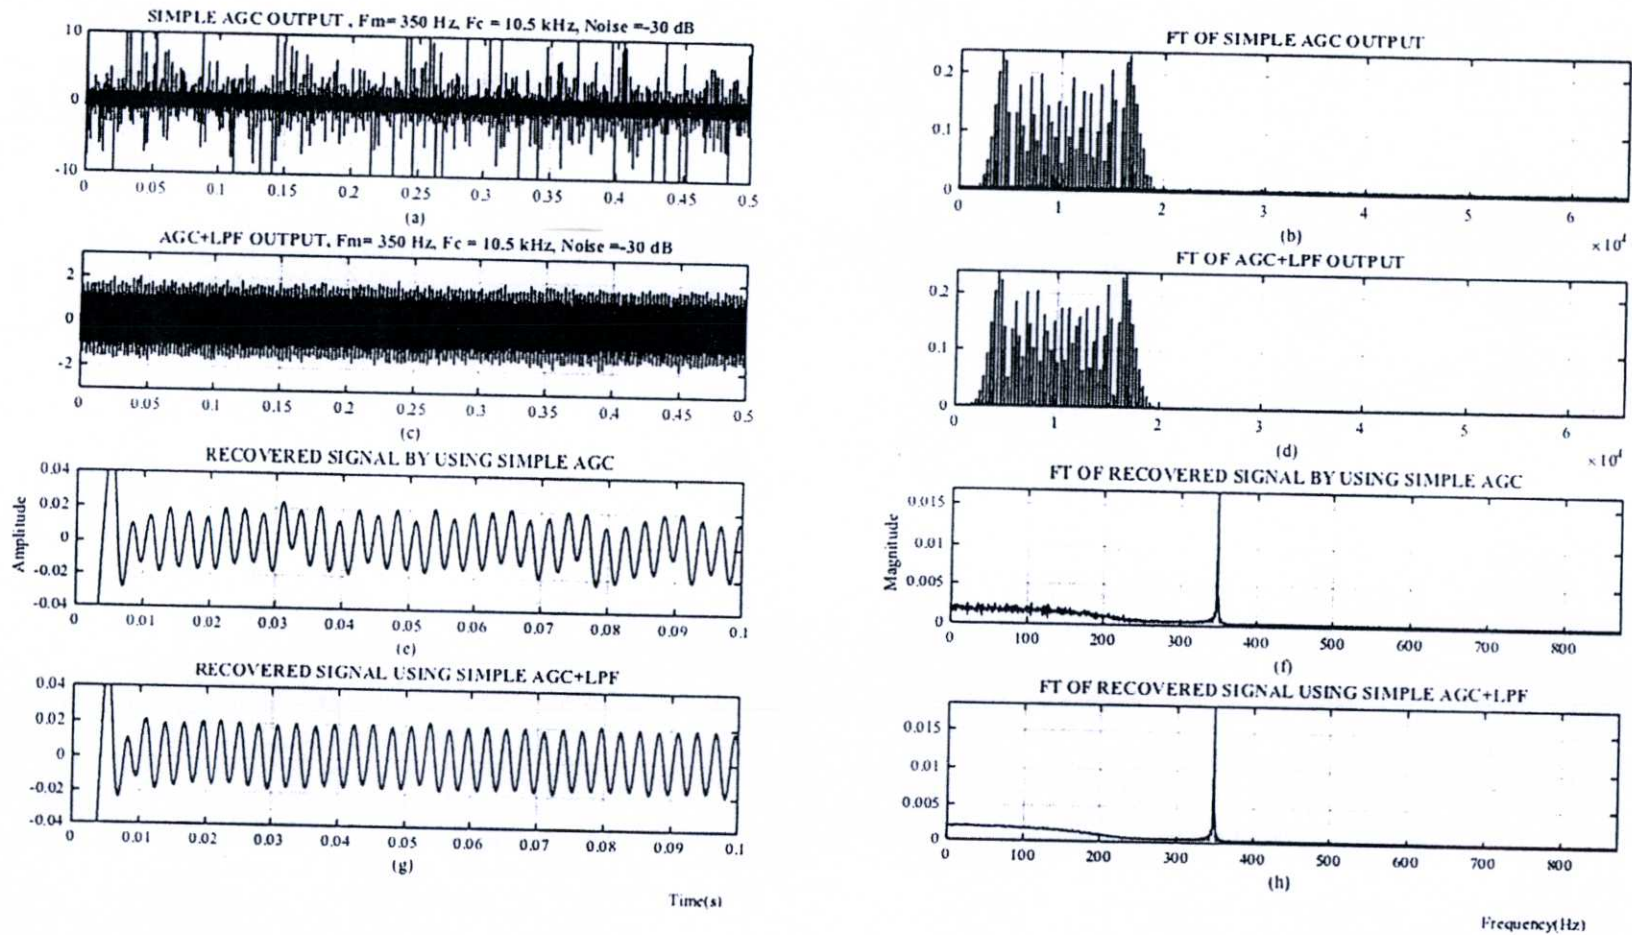 SIMPLE AGC OUTPUT , Fm= 350 Hz, Fc = 10.5 kHz, Noise =-30 dB
10
0
-10
0 0.05 0.1 0.15 0.2 0.25 0.3 0.35 0.4 0.45 0.5
(a)
FT OF SIMPLE AGC OUTPUT
0.2
0.1
0
0 1 2 3 4 5 6
(b)
×10⁴
AGC+LPF OUTPUT, Fm= 350 Hz, Fc = 10.5 kHz, Noise =-30 dB
2
0
-2
0 0.05 0.1 0.15 0.2 0.25 0.3 0.35 0.4 0.45 0.5
(c)
FT OF AGC+LPF OUTPUT
0.2
0.1
0
0 1 2 3 4 5 6
(d)
×10⁴
RECOVERED SIGNAL BY USING SIMPLE AGC
Amplitude
0.04
0.02
0
-0.02
-0.04
0 0.01 0.02 0.03 0.04 0.05 0.06 0.07 0.08 0.09 0.1
(e)
FT OF RECOVERED SIGNAL BY USING SIMPLE AGC
Magnitude
0.015
0.01
0.005
0
0 100 200 300 400 500 600 700 800
(f)
RECOVERED SIGNAL USING SIMPLE AGC+LPF
0.04
0.02
0
-0.02
-0.04
0 0.01 0.02 0.03 0.04 0.05 0.06 0.07 0.08 0.09 0.1
(g)
Time(s)
FT OF RECOVERED SIGNAL USING SIMPLE AGC+LPF
0.015
0.01
0.005
0
0 100 200 300 400 500 600 700 800
(h)
Frequency(Hz)